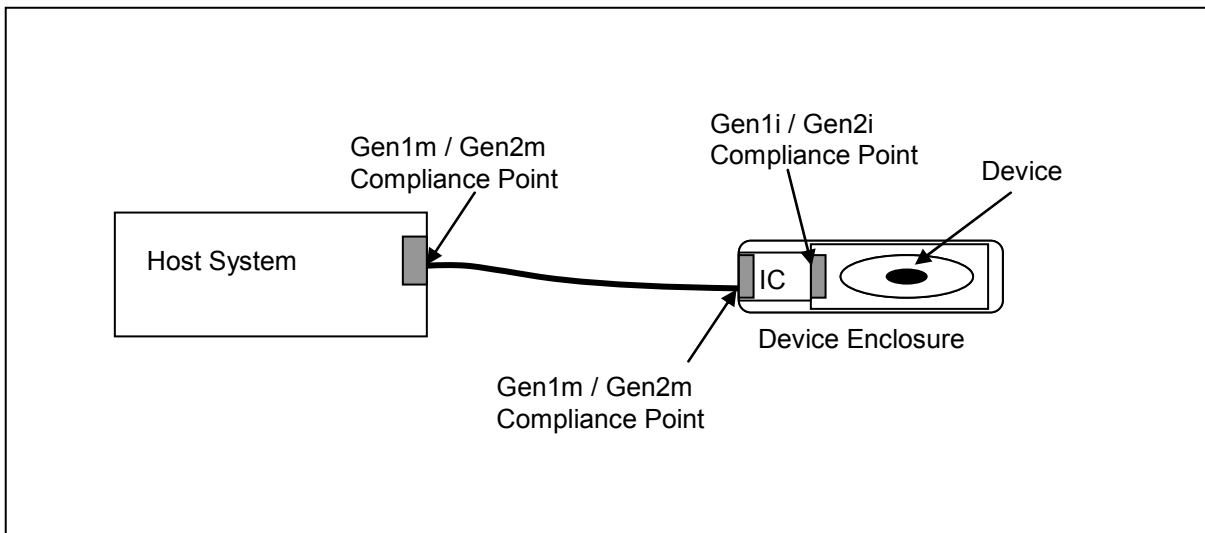 Gen1m / Gen2m
Compliance Point
Gen1i / Gen2i
Compliance Point
Device
Host System
IC
Device Enclosure
Gen1m / Gen2m
Compliance Point